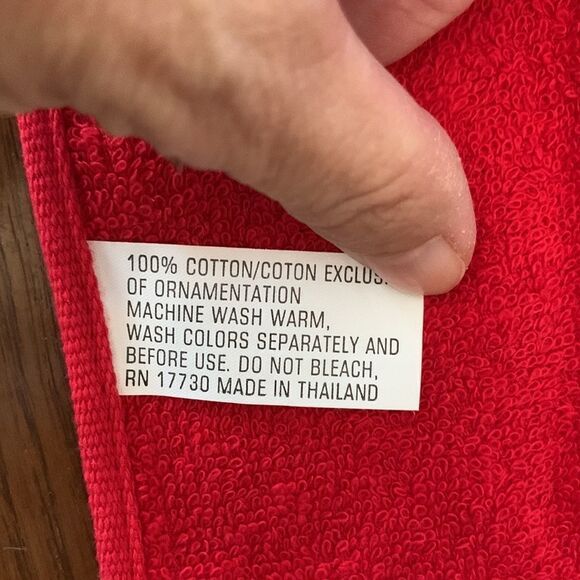 100% COTTON/COTON
OF ORNAMENTATION
MACHINE WASH WARM,
WASH COLORS SEPARATELY AND
BEFORE USE. DO NOT BLEACH,
RN 17730 MADE IN THAILAND